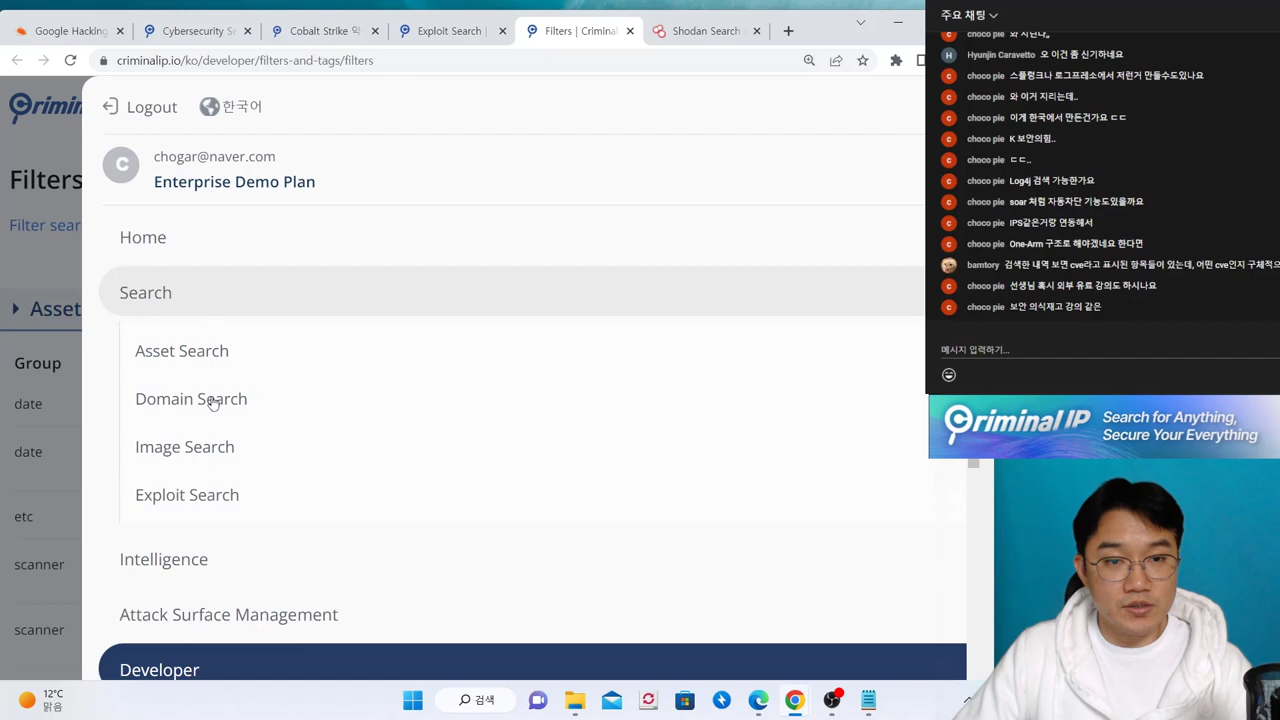 Google Hacking
Cybersecurity Se
Cobalt Strike 악
Exploit Search |
Filters | Criminal
Shodan Search
criminalip.io/ko/developer/filters-and-tags/filters
Crimin
Logout
한국어
C
chogar@naver.com
Enterprise Demo Plan
Filters
Filter sear
Home
Search
Asset
Asset Search
Group
Domain Search
date
date
Image Search
Exploit Search
etc
Intelligence
scanner
Attack Surface Management
scanner
Developer
주요 채팅
choco pie 와 지린다,,
H Hyunjin Caravetto 오 이건 좀 신기하네요
c choco pie 스플렁크나 로그프레소에서 저런거 만들수도있나요
c choco pie 와 이거 지리는데..
c choco pie 이게 한국에서 만든건가요 ㄷㄷ
c choco pie K 보안의힘..
c choco pie ㄷㄷ..
c choco pie Log4j 검색 가능한가요
c choco pie soar 처럼 자동차단 기능도있을까요
c choco pie IPS같은거랑 연동해서
c choco pie One-Arm 구조로 해야겠네요 한다면
bamtory 검색한 내역 보면 cve라고 표시된 항목들이 있는데, 어떤 cve인지 구체적으
c choco pie 선생님 혹시 외부 유료 강의도 하시나요
c choco pie 보안 의식재고 강의 같은
메시지 입력하기...
Criminal IP
Search for Anything,
Secure Your Everything
12°C
맑음
검색